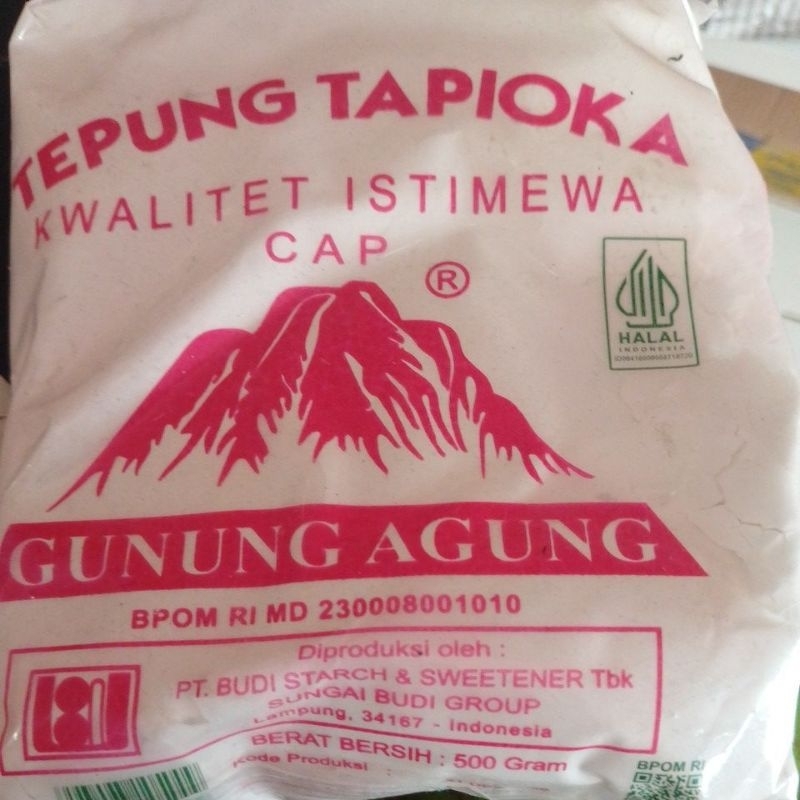 TEPUNG TAPIOKA
KWALITET ISTIMEWA
CAP
®
HALAL
INDONESIA
GUNUNG AGUNG
BPOM RI MD 230008001010
Diproduksi oleh :
PT. BUDI STARCH & SWEETENER Tbk
SUNGAI BUDI GROUP
Lampung, 34167 - Indonesia
BERAT BERSIH : 500 Gram
Kode Produksi :
BPOM RI